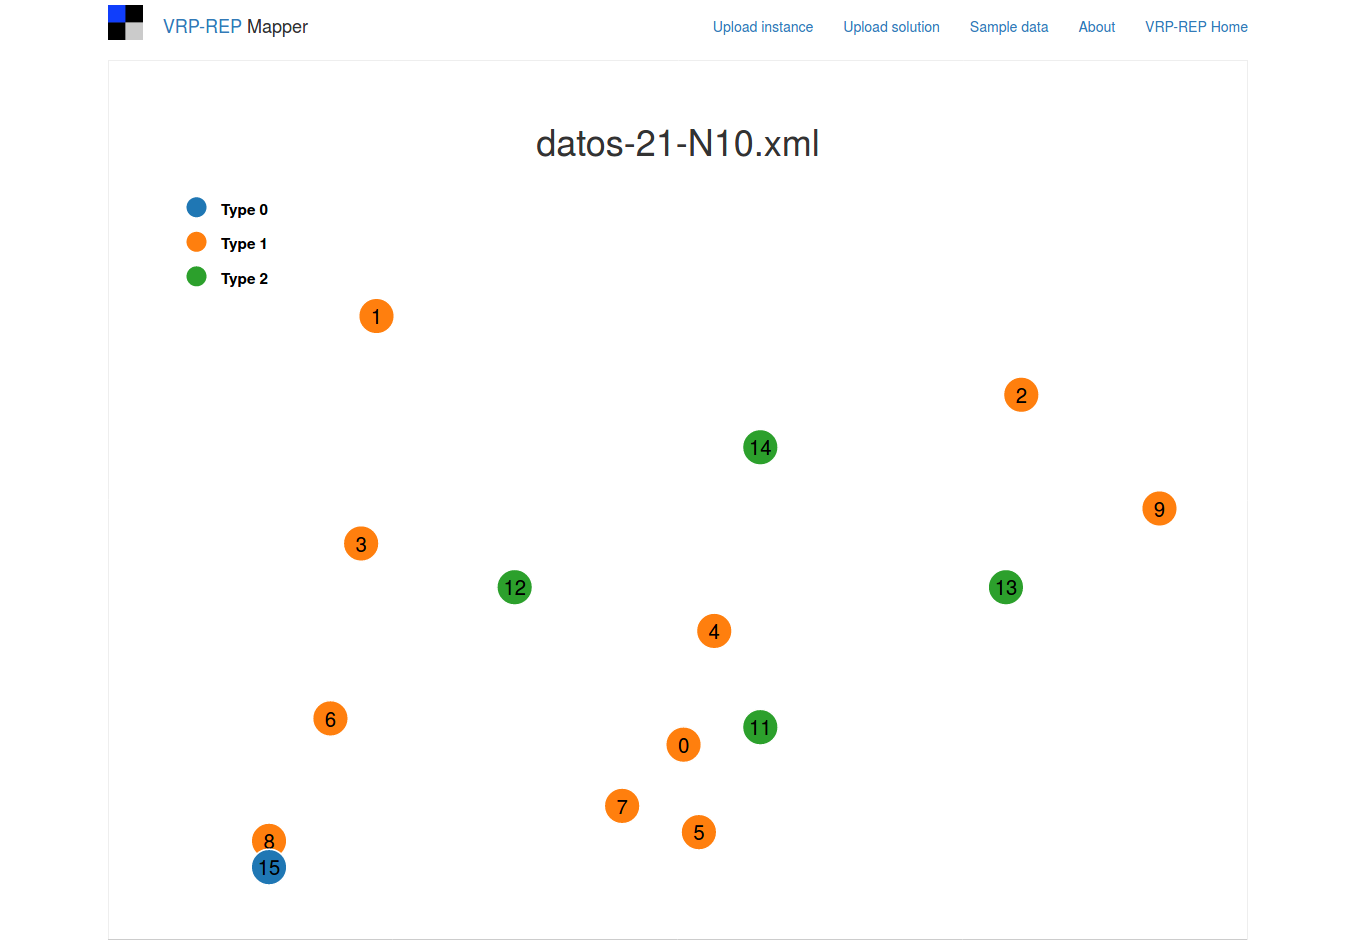 VRP-REP Mapper
Upload instance
Upload solution
Sample data
About
VRP-REP Home
datos-21-N10.xml
Type 0
Type 1
Type 2
1
2
14
9
3
12
13
4
6
11
0
7
5
8
15